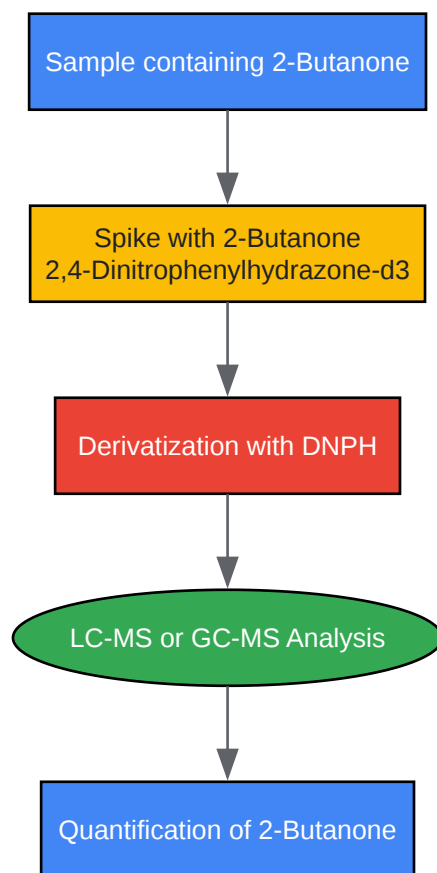 Sample containing 2-Butanone
Spike with 2-Butanone
2,4-Dinitrophenylhydrazone-d3
Derivatization with DNPH
LC-MS or GC-MS Analysis
Quantification of 2-Butanone